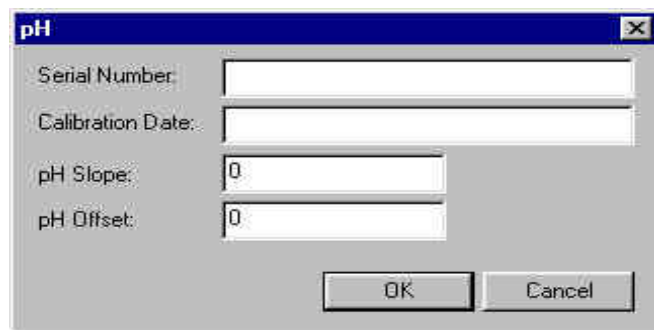 pH
Serial Number:
Calibration Date:
pH Slope: 0
pH Offset: 0
OK Cancel